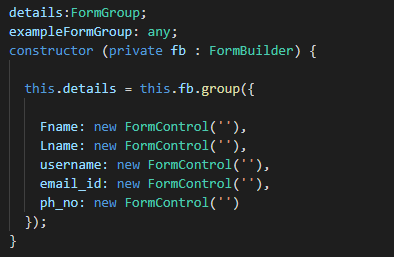 details:FormGroup;
exampleFormGroup: any;
constructor (private fb : FormBuilder) {
this.details = this.fb.group({
Fname: new FormControl(''),
Lname: new FormControl(''),
username: new FormControl(''),
email_id: new FormControl(''),
ph_no: new FormControl('')
});
}